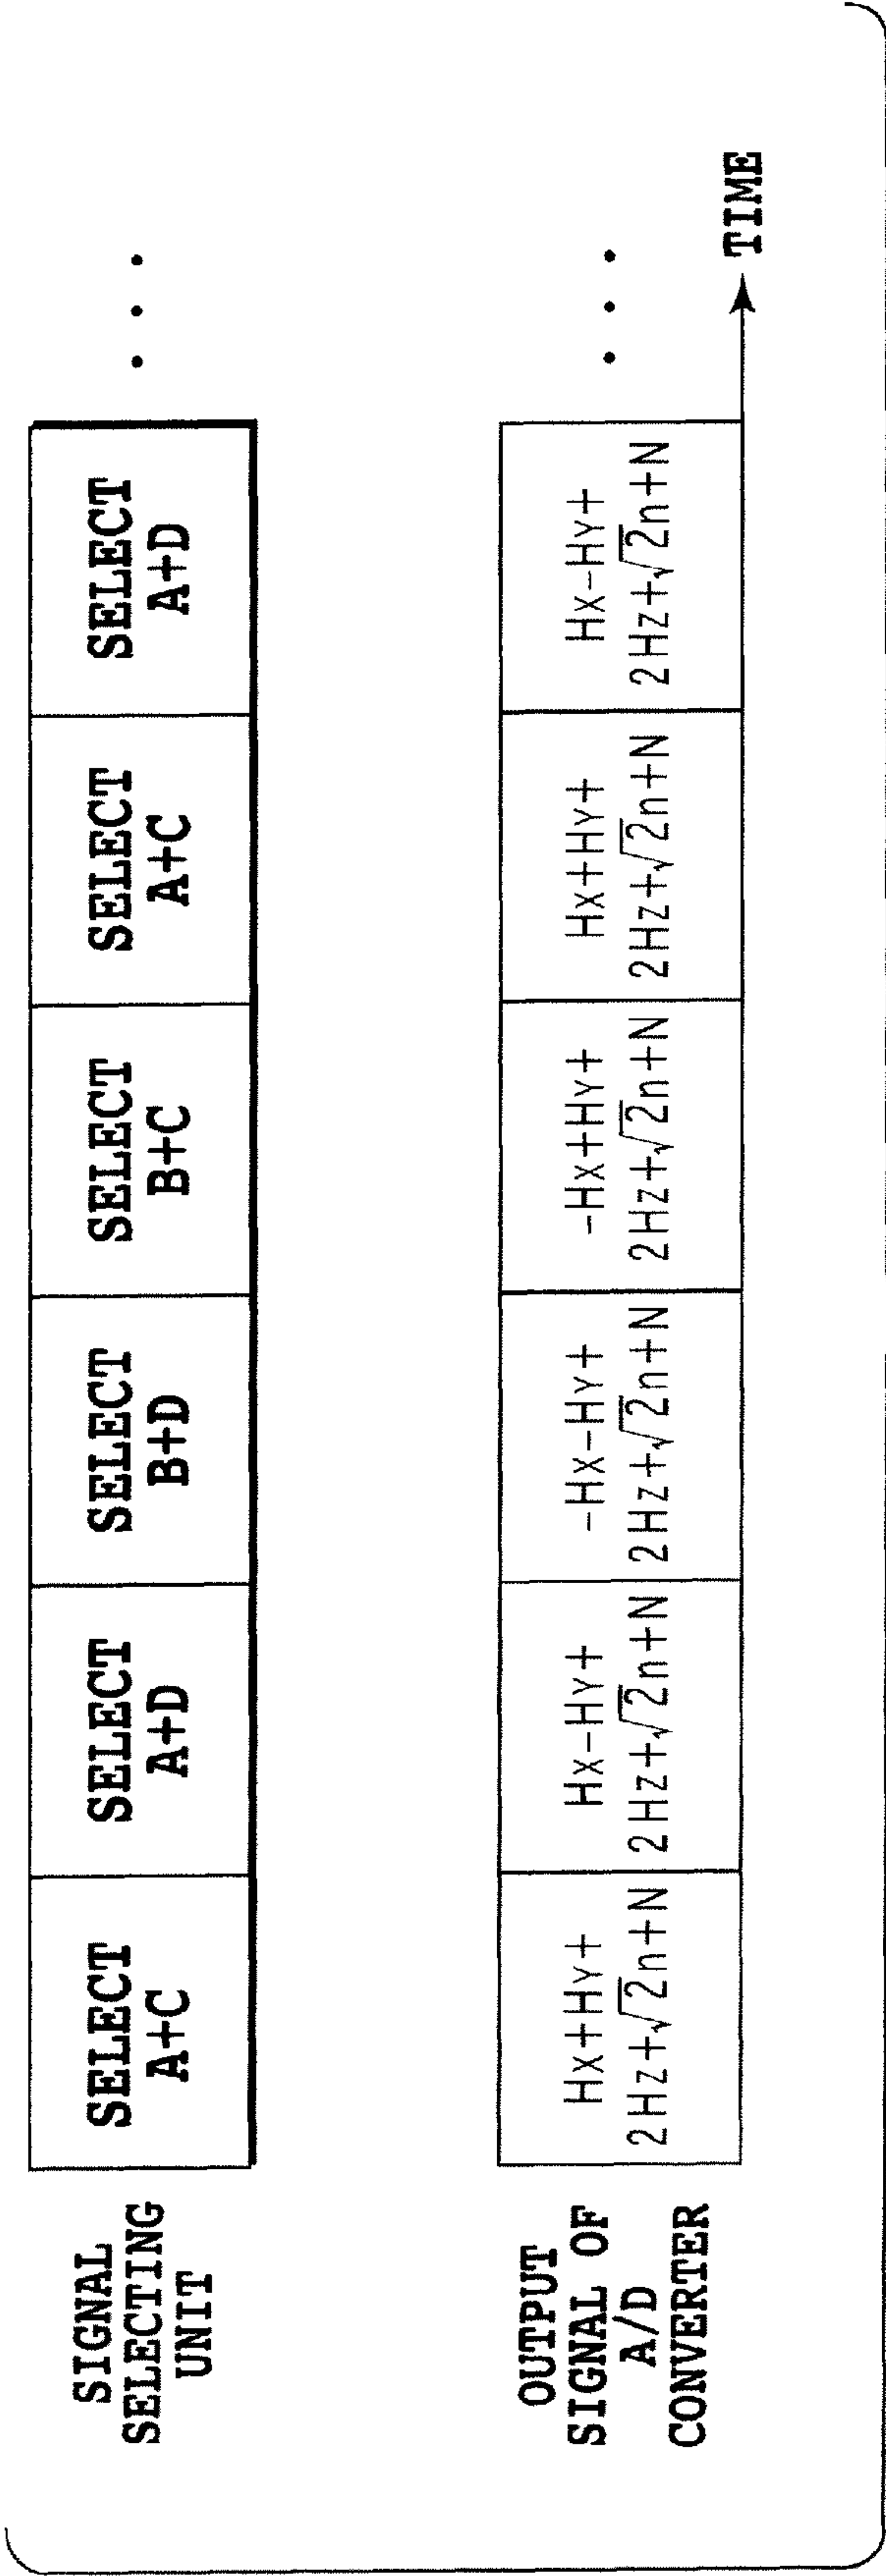 SIGNAL
SELECTING
UNIT
SELECT
A+C
SELECT
A+D
SELECT
B+D
SELECT
B+C
SELECT
A+C
SELECT
A+D
• • •
OUTPUT
SIGNAL OF
A/D
CONVERTER
Hx+Hy+
2Hz+√2n+N
Hx-Hy+
2Hz+√2n+N
-Hx-Hy+
2Hz+√2n+N
-Hx+Hy+
2Hz+√2n+N
Hx+Hy+
2Hz+√2n+N
Hx-Hy+
2Hz+√2n+N
• • •
TIME